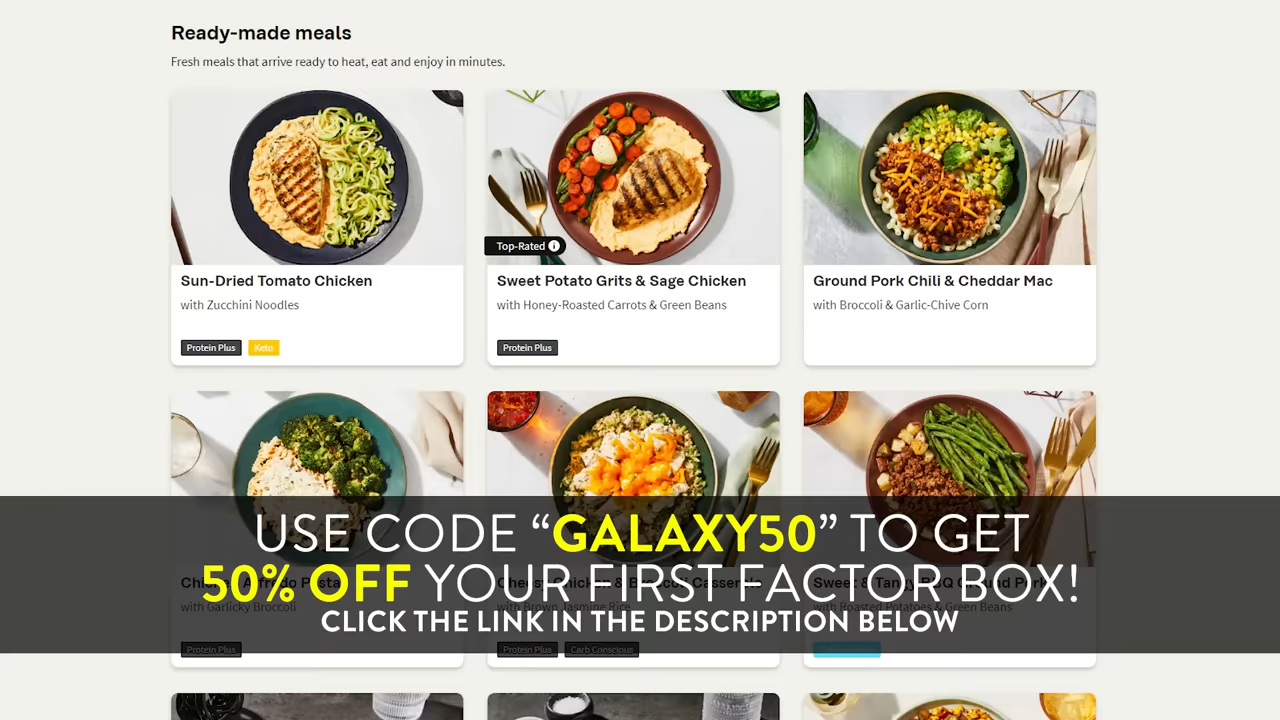 Ready-made meals
Fresh meals that arrive ready to heat, eat and enjoy in minutes.
Top-Rated
Sun-Dried Tomato Chicken
with Zucchini Noodles
Protein Plus Keto
Sweet Potato Grits & Sage Chicken
with Honey-Roasted Carrots & Green Beans
Protein Plus
Ground Pork Chili & Cheddar Mac
with Broccoli & Garlic-Chive Corn
USE CODE “GALAXY50” TO GET
50% OFF YOUR FIRST FACTOR BOX!
CLICK THE LINK IN THE DESCRIPTION BELOW
with Garlicky Broccoli
Protein Plus
Cheesy Chicken & Broccoli Casserole
with Brown Jasmine Rice
Protein Plus Carb Conscious
with Roasted Potatoes & Green Beans